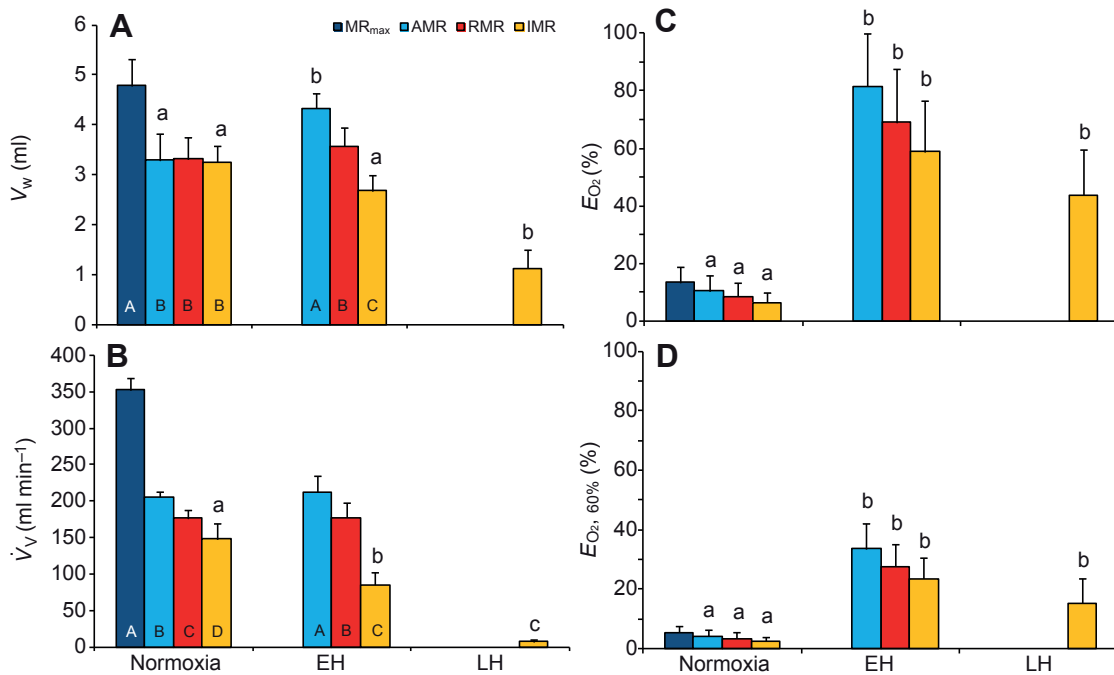 A
MRmax AMR RMR IMR
6
5
4
3
2
1
0
Vw (ml)
a
a
b
a
b
A
B
B
B
A
B
C
B
400
350
300
250
200
150
100
50
0
V̇V (ml min−1)
a
b
c
A
B
C
D
A
B
C
Normoxia EH LH
C
100
80
60
40
20
0
EO2 (%)
a
a
a
b
b
b
b
D
100
80
60
40
20
0
EO2, 60% (%)
a
a
a
b
b
b
b
Normoxia EH LH